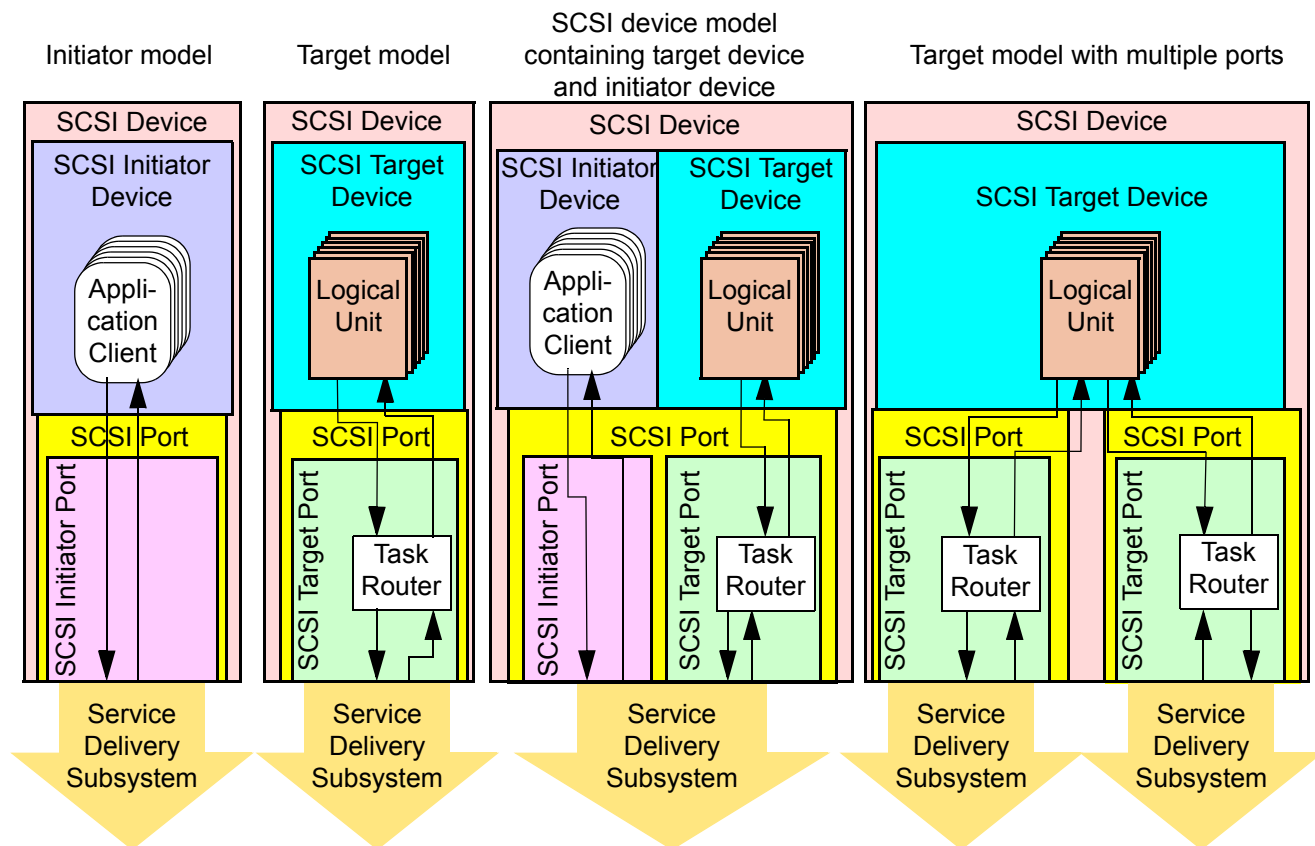 Initiator model
Target model
SCSI device model
containing target device
and initiator device
Target model with multiple ports
SCSI Device
SCSI Initiator
Device
Appli-
cation
Client
SCSI Port
SCSI Initiator Port
Service
Delivery
Subsystem
SCSI Device
SCSI Target
Device
Logical
Unit
SCSI Port
SCSI Target Port
Task
Router
Service
Delivery
Subsystem
SCSI Device
SCSI Initiator
Device
Appli-
cation
Client
SCSI Target
Device
Logical
Unit
SCSI Port
SCSI Initiator Port
SCSI Target Port
Task
Router
Service
Delivery
Subsystem
SCSI Device
SCSI Target Device
Logical
Unit
SCSI Port
SCSI Target Port
Task
Router
Service
Delivery
Subsystem
SCSI Port
SCSI Target Port
Task
Router
Service
Delivery
Subsystem